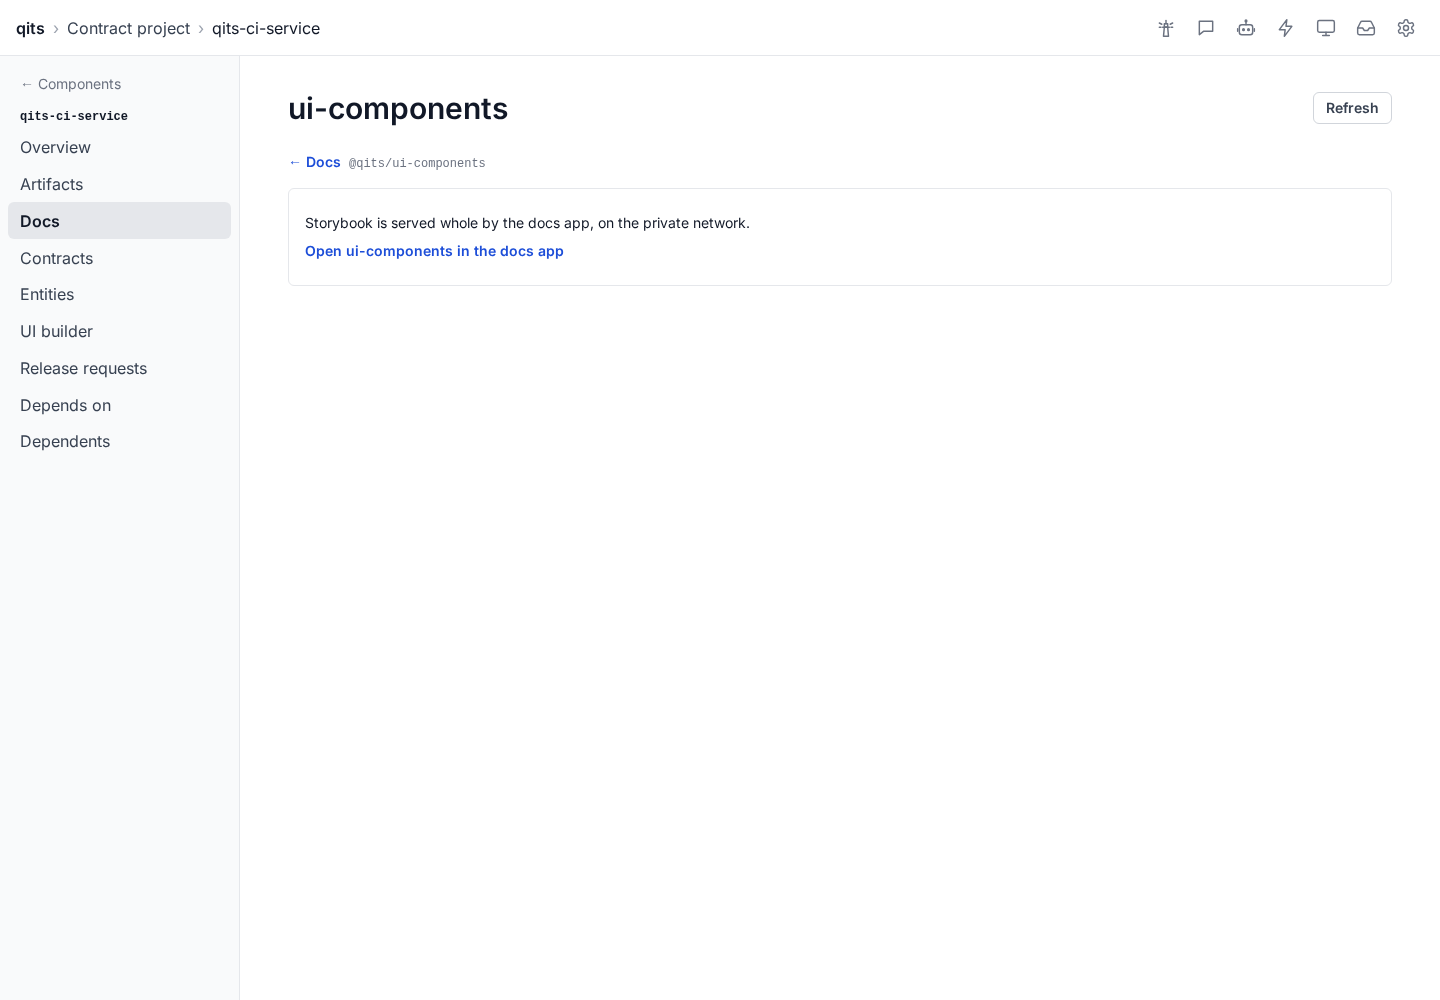 qits › Contract project › qits-ci-service
← Components
qits-ci-service
Overview
Artifacts
Docs
Contracts
Entities
UI builder
Release requests
Depends on
Dependents
ui-components
Refresh
← Docs @qits/ui-components
Storybook is served whole by the docs app, on the private network.
Open ui-components in the docs app